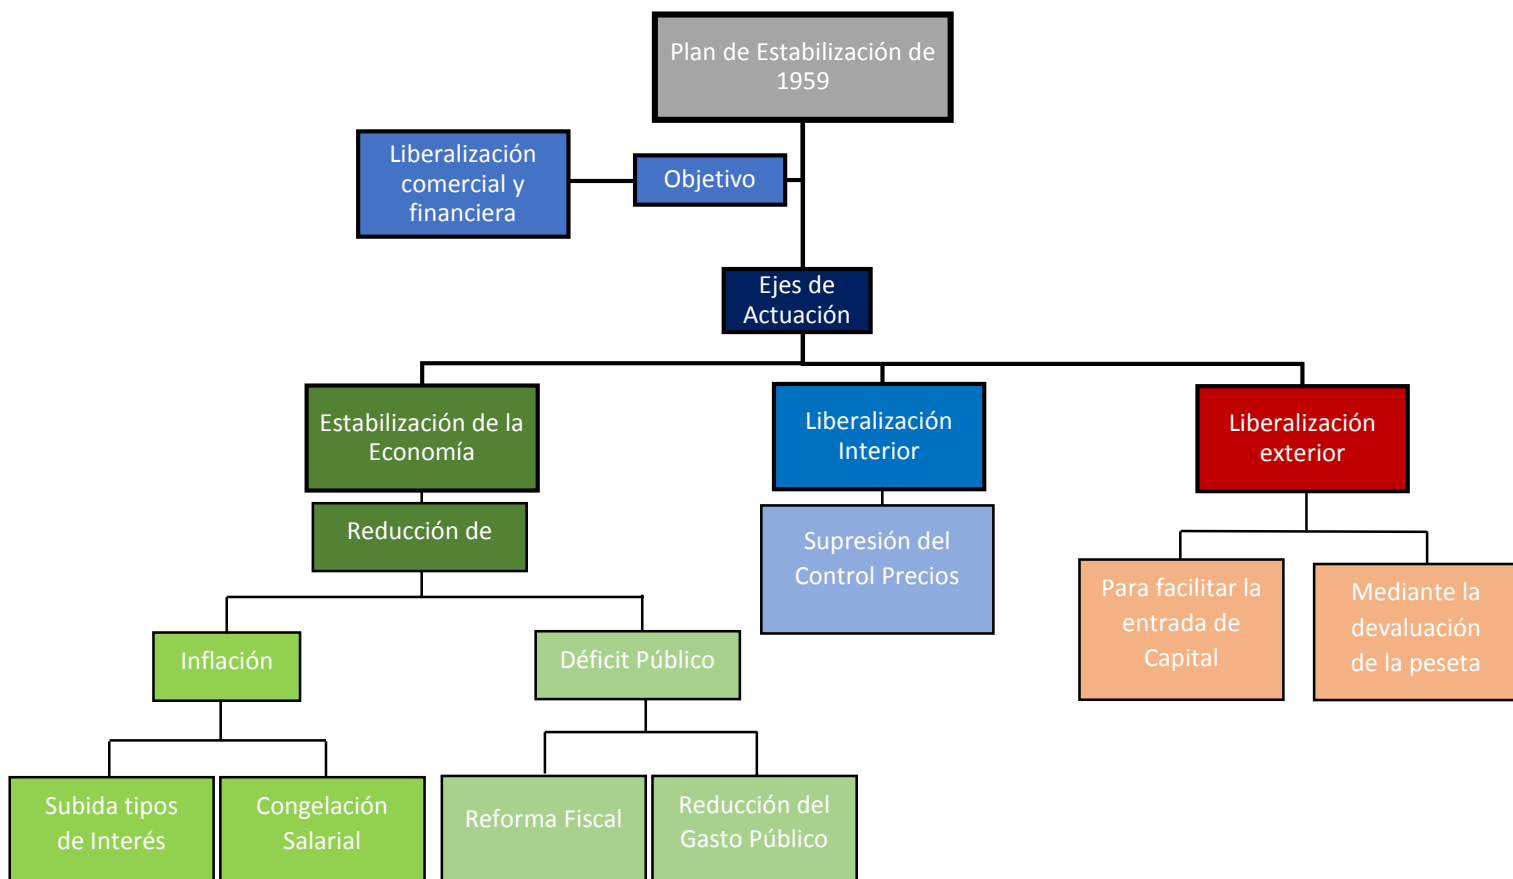 Plan de Estabilización de
1959
Liberalización
comercial y
financiera
Objetivo
Ejes de
Actuación
Estabilización de la
Economía
Liberalización
Interior
Liberalización
exterior
Reducción de
Supresión del
Control Precios
Para facilitar la
entrada de
Capital
Mediante la
devaluación
de la peseta
Inflación
Déficit Público
Subida tipos
de Interés
Congelación
Salarial
Reforma Fiscal
Reducción del
Gasto Público